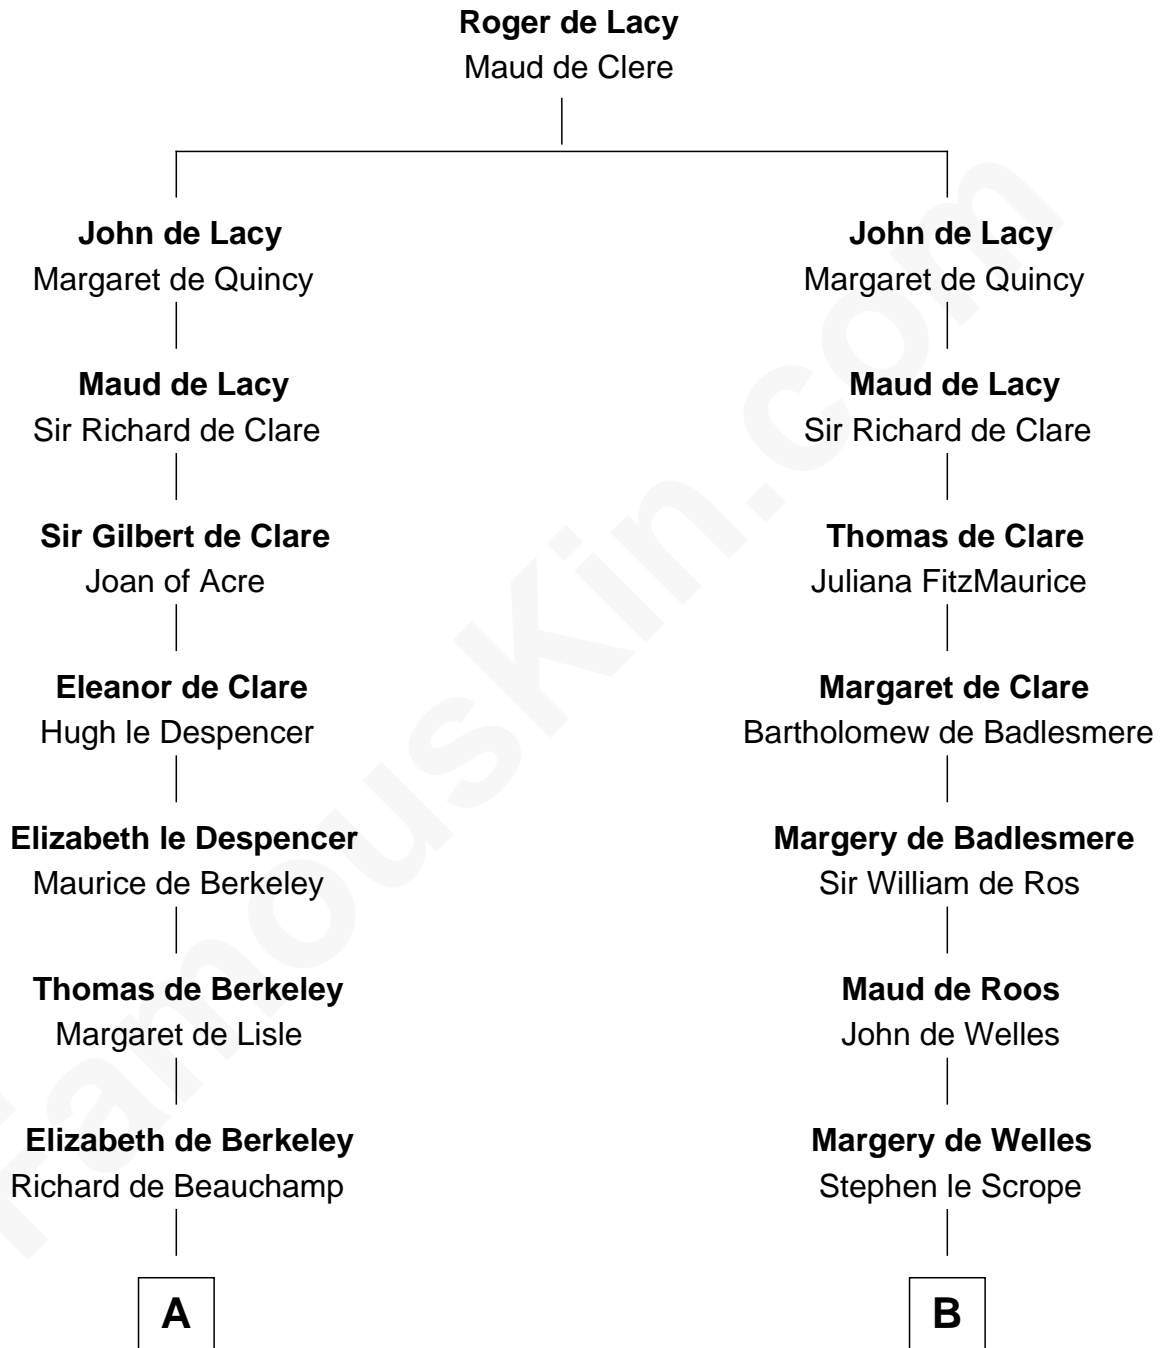 Roger de Lacy
Maud de Clere
John de Lacy
Margaret de Quincy
Maud de Lacy
Sir Richard de Clare
Sir Gilbert de Clare
Joan of Acre
Eleanor de Clare
Hugh le Despencer
Elizabeth le Despencer
Maurice de Berkeley
Thomas de Berkeley
Margaret de Lisle
Elizabeth de Berkeley
Richard de Beauchamp
A
John de Lacy
Margaret de Quincy
Maud de Lacy
Sir Richard de Clare
Thomas de Clare
Juliana FitzMaurice
Margaret de Clare
Bartholomew de Badlesmere
Margery de Badlesmere
Sir William de Ros
Maud de Roos
John de Welles
Margery de Welles
Stephen le Scrope
B
FamousKin.com